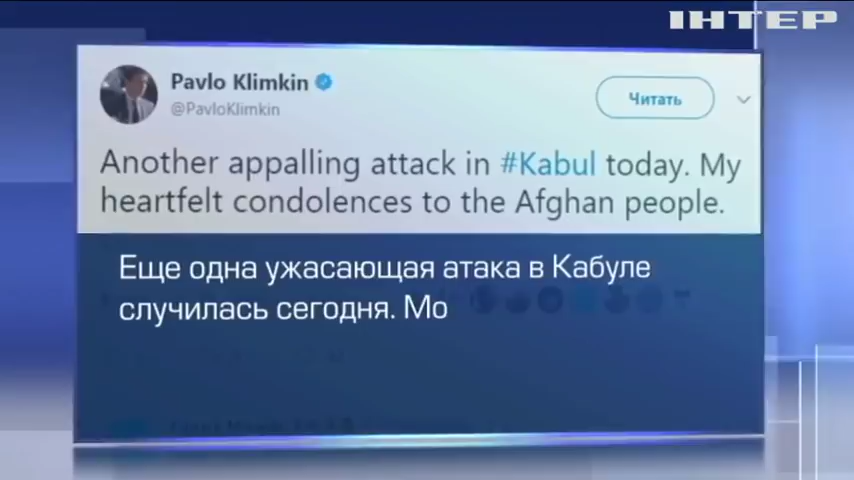 ІНТЕР
Pavlo Klimkin
@PavloKlimkin
Читать
Another appalling attack in #Kabul today. My
heartfelt condolences to the Afghan people.
Еще одна ужасающая атака в Кабуле
случилась сегодня. Мо